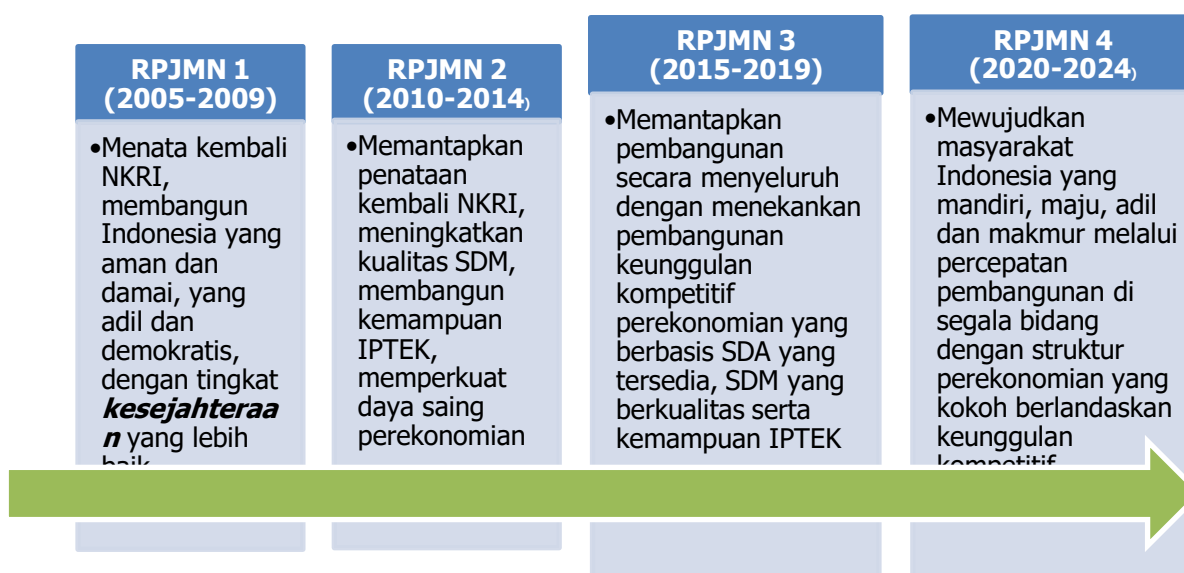 RPJMN 1
(2005-2009)
•Menata kembali
NKRI,
membangun
Indonesia yang
aman dan
damai, yang
adil dan
demokratis,
dengan tingkat
kesejahteraa
n yang lebih
baik
RPJMN 2
(2010-2014)
•Memantapkan
penataan
kembali NKRI,
meningkatkan
kualitas SDM,
membangun
kemampuan
IPTEK,
memperkuat
daya saing
perekonomian
RPJMN 3
(2015-2019)
•Memantapkan
pembangunan
secara menyeluruh
dengan menekankan
pembangunan
keunggulan
kompetitif
perekonomian yang
berbasis SDA yang
tersedia, SDM yang
berkualitas serta
kemampuan IPTEK
RPJMN 4
(2020-2024)
•Mewujudkan
masyarakat
Indonesia yang
mandiri, maju, adil
dan makmur melalui
percepatan
pembangunan di
segala bidang
dengan struktur
perekonomian yang
kokoh berlandaskan
keunggulan
kompetitif